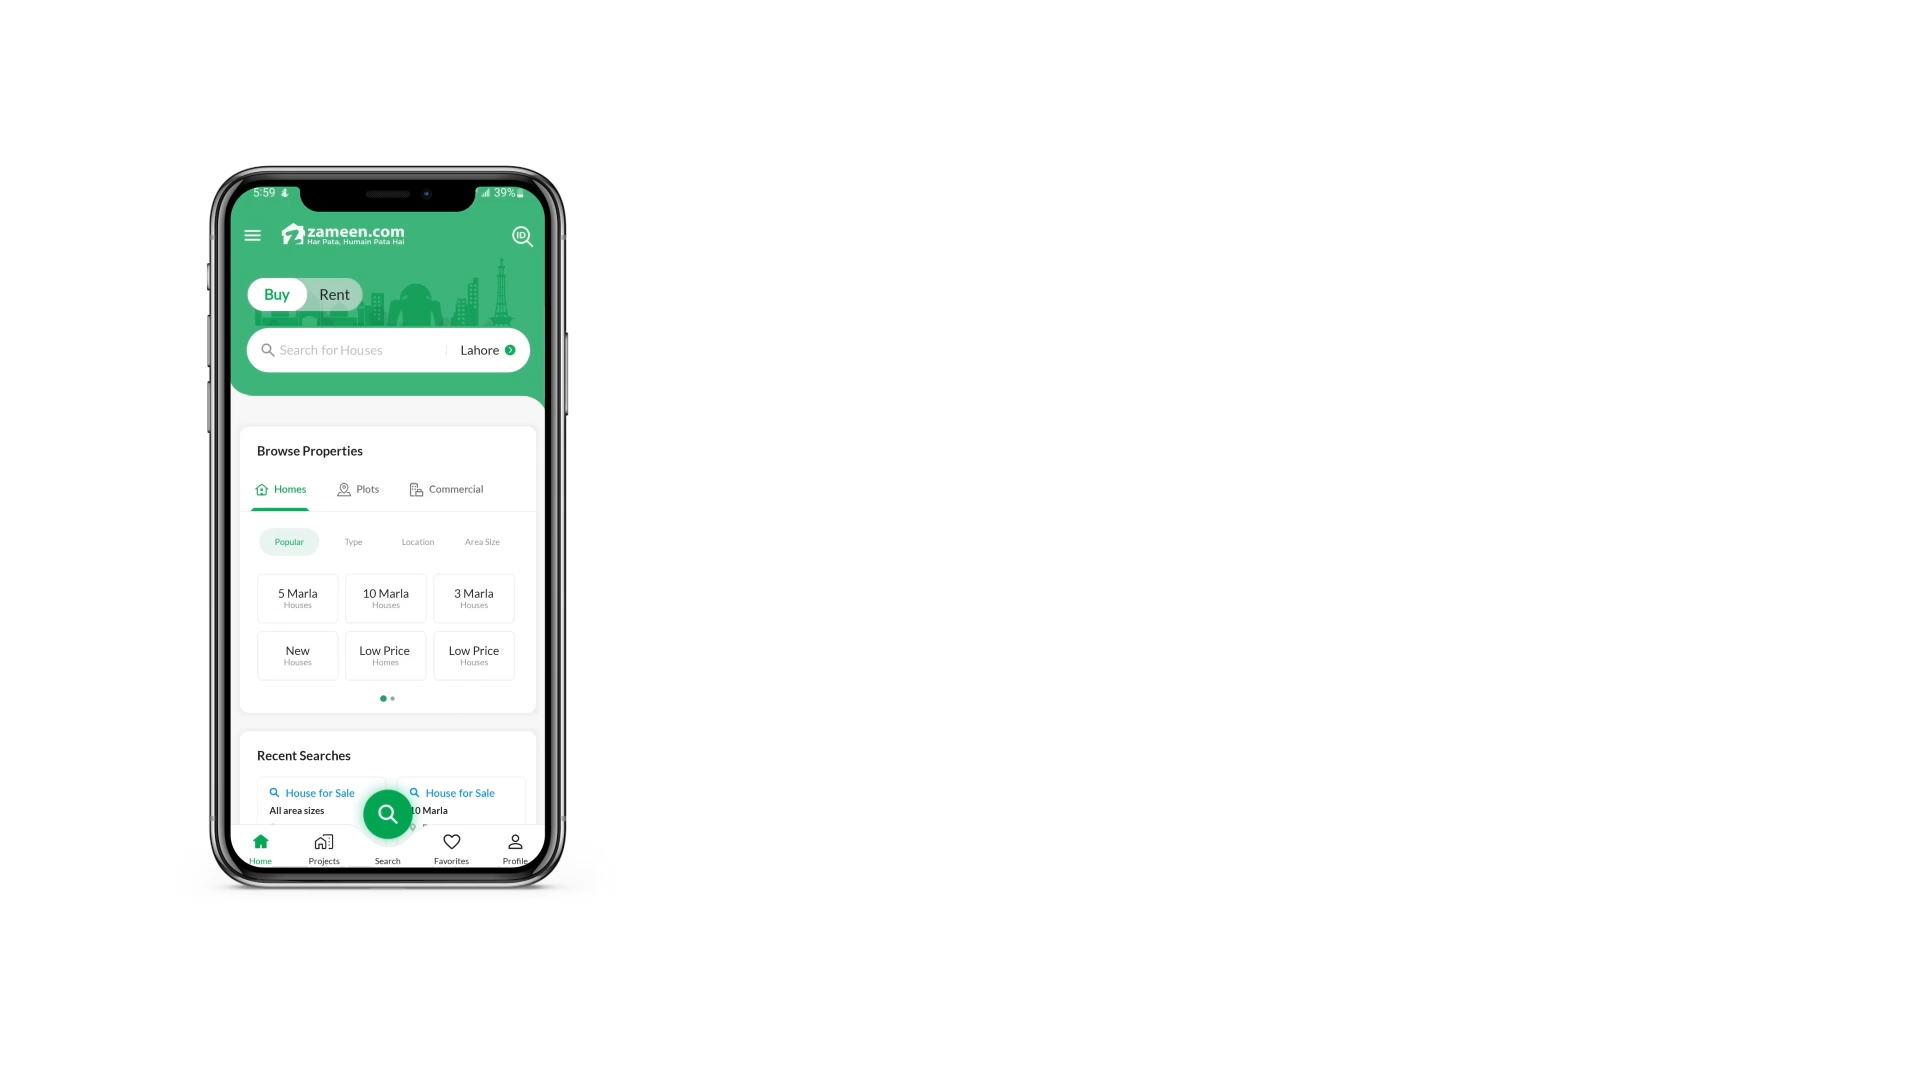 5:59 39%
zameen.com
Har Pata, Humain Pata Hai
ID
Buy Rent
Search for Houses Lahore
Browse Properties
Homes Plots Commercial
Popular Type Location Area Size
5 Marla 10 Marla 3 Marla
Houses Houses Houses
New Low Price Low Price
Houses Homes Houses
Recent Searches
House for Sale House for Sale
All area sizes 10 Marla
Home Projects Search Favorites Profile